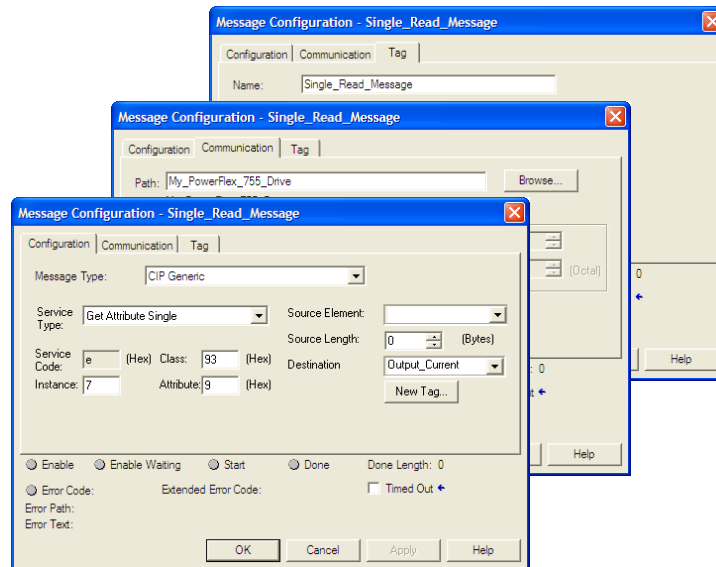 Message Configuration - Single_Read_Message
Configuration Communication Tag
Name: Single_Read_Message
0
Help
Message Configuration - Single_Read_Message
Configuration Communication Tag
Path: My_PowerFlex_755_Drive Browse...
(Octal)
0
Help
Message Configuration - Single_Read_Message
Configuration Communication Tag
Message Type: CIP Generic
Service Type: Get Attribute Single
Source Element:
Source Length: 0 (Bytes)
Service Code: e (Hex) Class: 93 (Hex)
Destination Output_Current
Instance: 7 Attribute: 9 (Hex)
New Tag...
Enable Enable Waiting Start Done Done Length: 0
Error Code: Extended Error Code: Timed Out
Error Path:
Error Text:
OK Cancel Apply Help